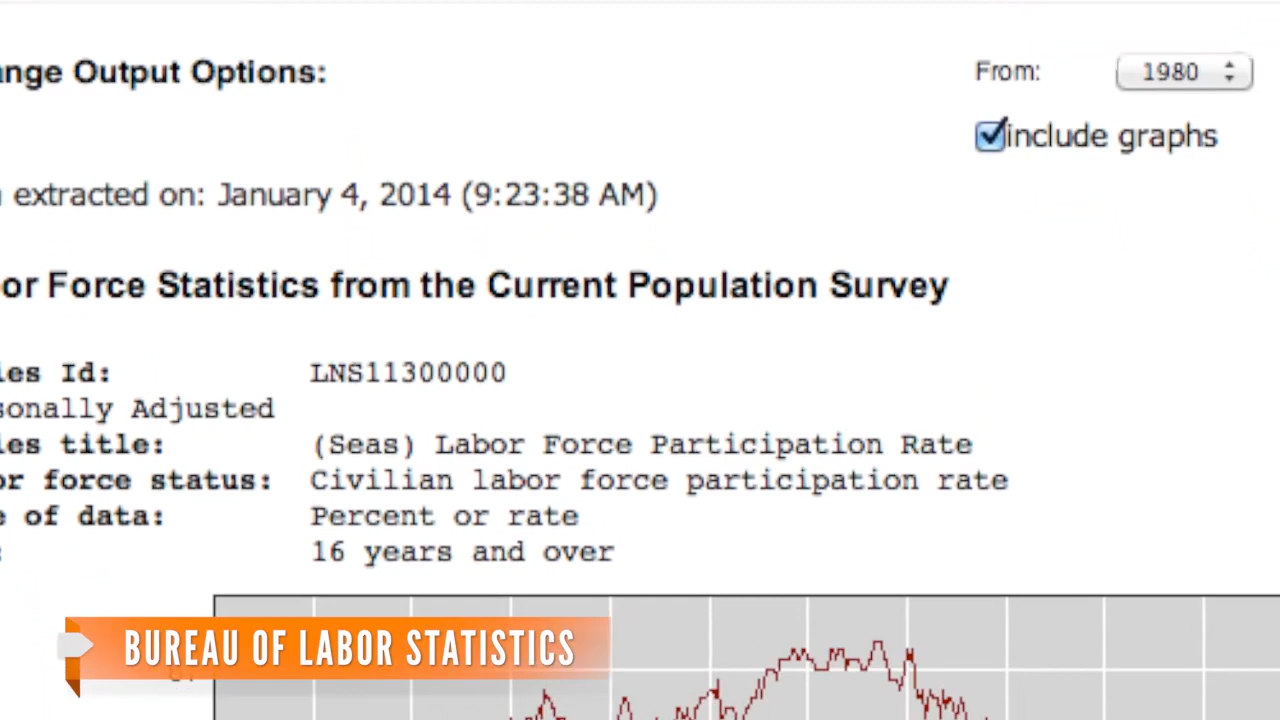 ange Output Options:
From: 1980
include graphs
extracted on: January 4, 2014 (9:23:38 AM)
or Force Statistics from the Current Population Survey
les Id: LNS11300000
sonally Adjusted
les title: (Seas) Labor Force Participation Rate
or force status: Civilian labor force participation rate
e of data: Percent or rate
16 years and over
BUREAU OF LABOR STATISTICS